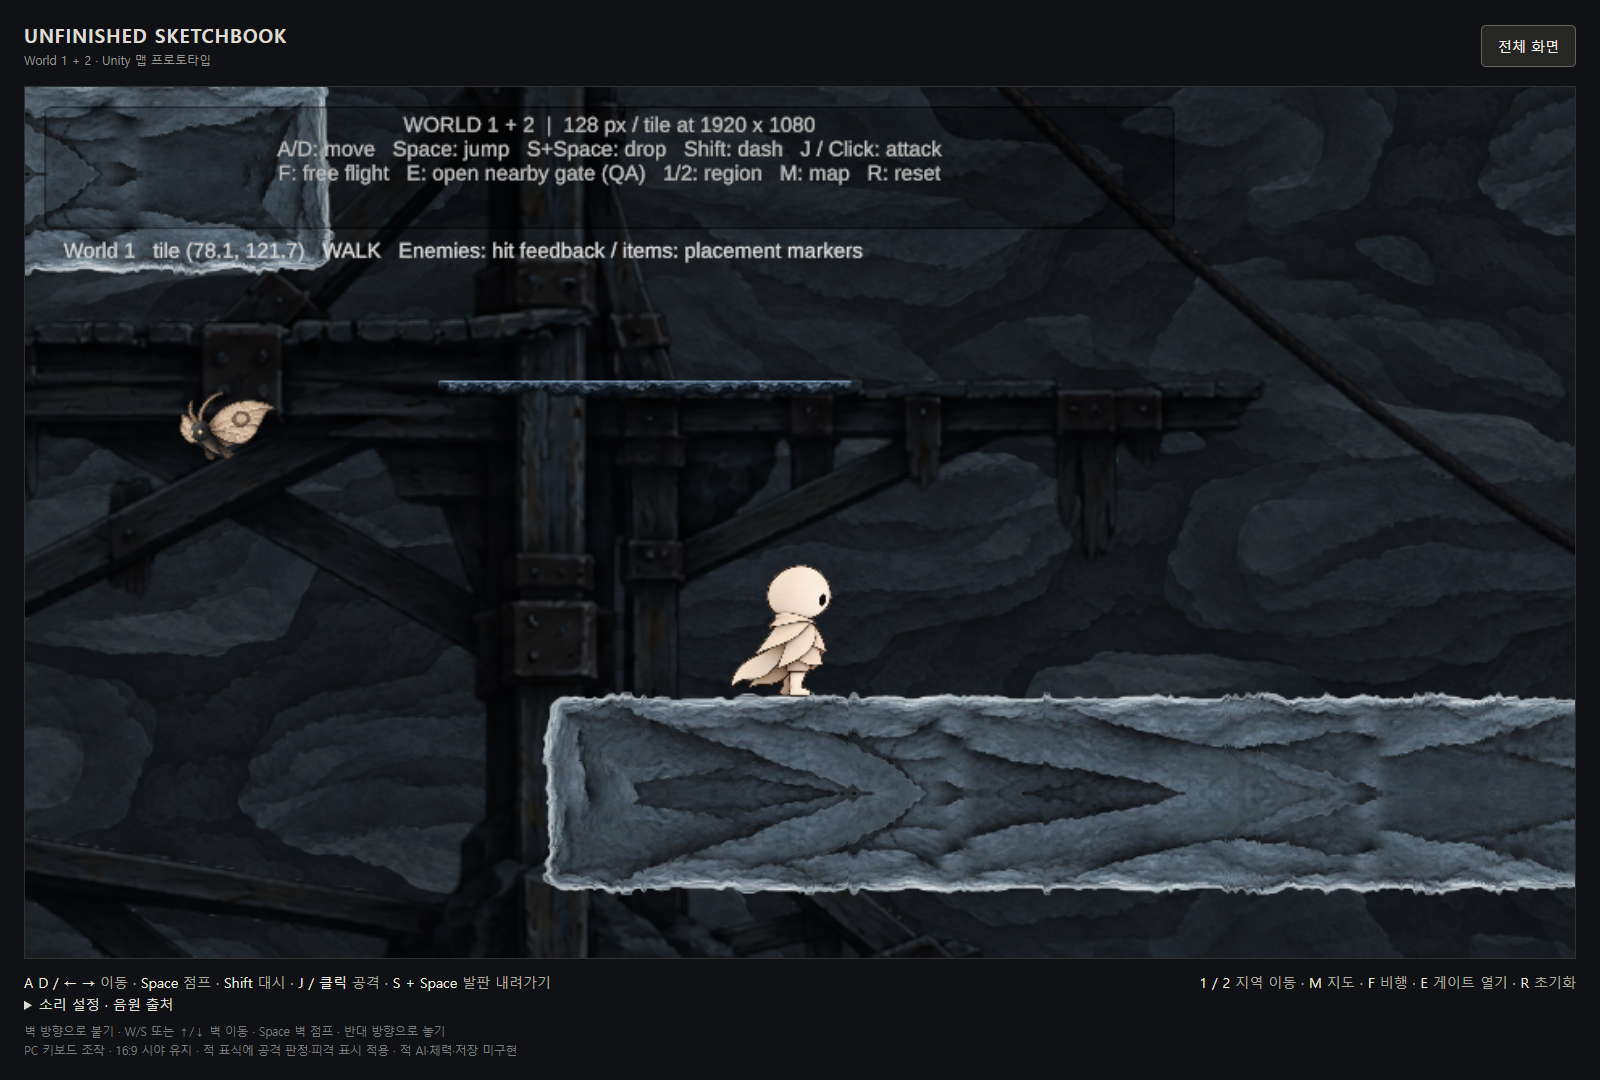 UNFINISHED SKETCHBOOK
World 1 + 2 · Unity 맵 프로토타입
전체 화면
WORLD 1 + 2 | 128 px / tile at 1920 x 1080
A/D: move Space: jump S+Space: drop Shift: dash J / Click: attack
F: free flight E: open nearby gate (QA) 1/2: region M: map R: reset
World 1 tile (78.1, 121.7) WALK Enemies: hit feedback / items: placement markers
A D / ← → 이동 · Space 점프 · Shift 대시 · J / 클릭 공격 · S + Space 발판 내려가기
1 / 2 지역 이동 · M 지도 · F 비행 · E 게이트 열기 · R 초기화
▶ 소리 설정 · 음원 출처
벽 방향으로 붙기 · W/S 또는 ↑/↓ 벽 이동 · Space 벽 점프 · 반대 방향으로 놓기
PC 키보드 조작 · 16:9 시야 유지 · 적 표식에 공격 판정·피격 표시 적용 · 적 AI·체력·저장 미구현